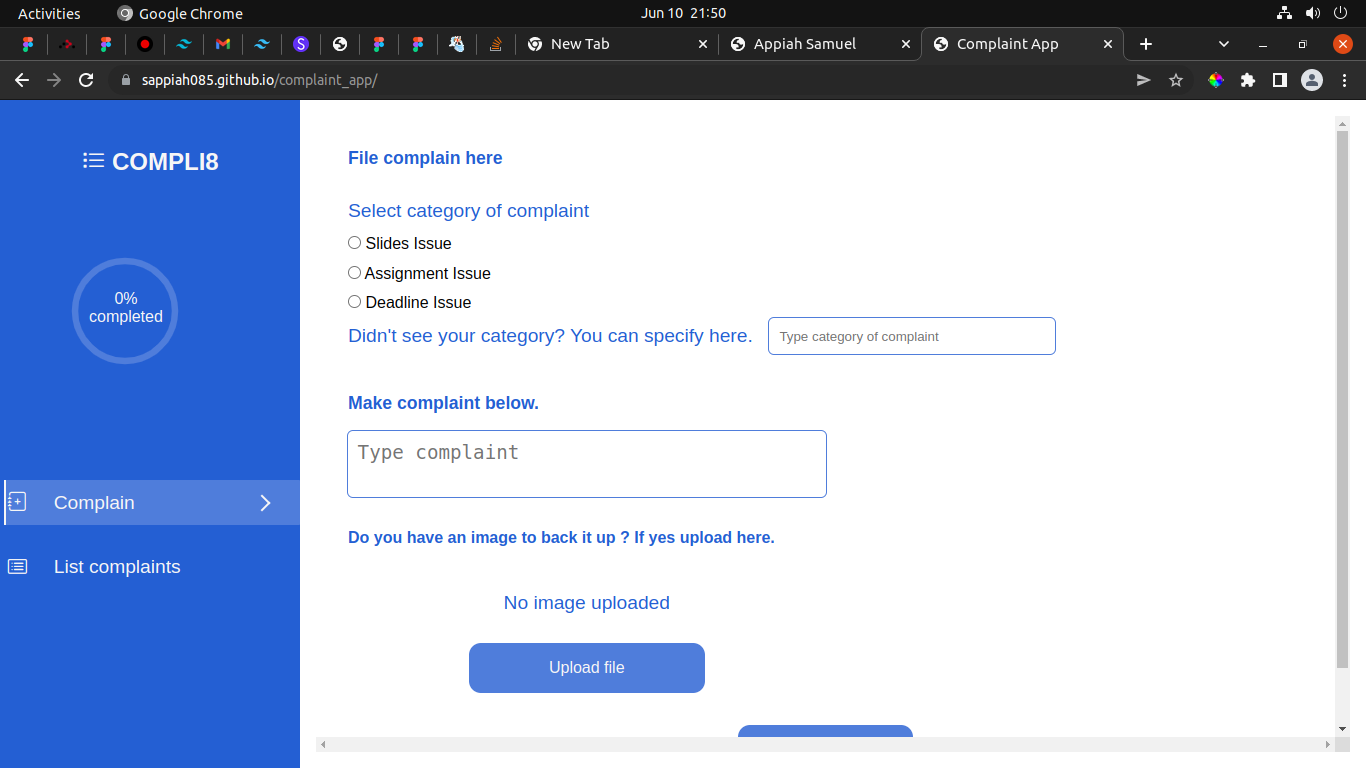 Activities
Google Chrome
Jun 10 21:50
New Tab
Appiah Samuel
Complaint App
sappiah085.github.io/complaint_app/
COMPLI8
0%
completed
Complain
List complaints
File complain here
Select category of complaint
Slides Issue
Assignment Issue
Deadline Issue
Didn't see your category? You can specify here.
Type category of complaint
Make complaint below.
Type complaint
Do you have an image to back it up ? If yes upload here.
No image uploaded
Upload file